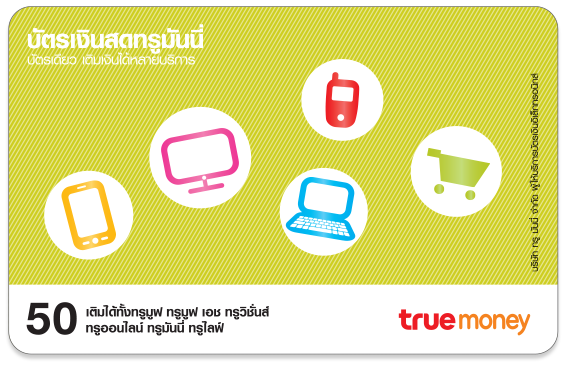 บัตรเงินสดทรูมันนี่
บัตรเดียว เติมเงินได้หลายบริการ
บริษัท ทรู มันนี่ จำกัด ผู้ให้บริการบัตรเงินอิเล็กทรอนิกส์
50
เติมได้ทั้งทรูมูฟ ทรูมูฟ เอช ทรูวิชั่นส์
ทรูออนไลน์ ทรูมันนี่ ทรูไลฟ์
true money